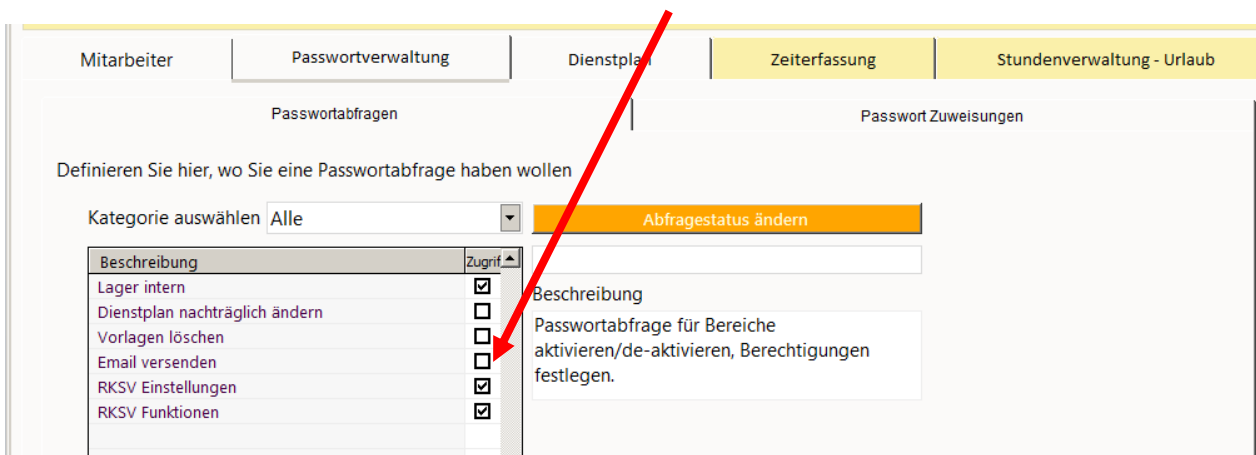 Mitarbeiter Passwortverwaltung Dienstplan Zeiterfassung Stundenverwaltung - Urlaub
Passwortabfragen Passwort Zuweisungen
Definieren Sie hier, wo Sie eine Passwortabfrage haben wollen
Kategorie auswählen Alle Abfragestatus ändern
Beschreibung Zugrif
Lager intern
Dienstplan nachträglich ändern
Vorlagen löschen
Email versenden
RKSV Einstellungen
RKSV Funktionen
Beschreibung
Passwortabfrage für Bereiche
aktivieren/de-aktivieren, Berechtigungen
festlegen.